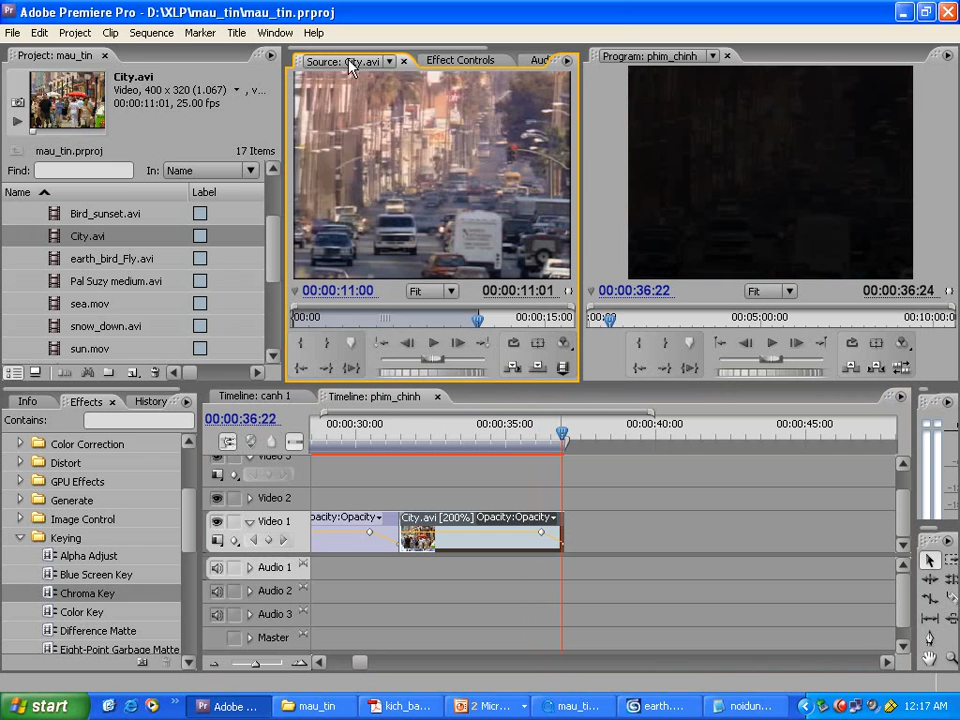 Adobe Premiere Pro - D:\XLP\mau_tin\mau_tin.prproj
File Edit Project Clip Sequence Marker Title Window Help
Project: mau_tin
City.avi
Video, 400 x 320 (1.067) , v...
00:00:11:01, 25.00 fps
mau_tin.prproj 17 Items
Find: In: Name
Name Label
Bird_sunset.avi
City.avi
earth_bird_Fly.avi
Pal Suzy medium.avi
sea.mov
snow_down.avi
sun.mov
Source: City.avi Effect Controls Aud
00:00:11:00 Fit 00:00:11:01
00:00 00:00:15:00
Program: phim_chinh
00:00:36:22 Fit 00:00:36:24
00:05:00:00 00:10:00:0
Info Effects History
Contains:
Color Correction
Distort
GPU Effects
Generate
Image Control
Keying
Alpha Adjust
Blue Screen Key
Chroma Key
Color Key
Difference Matte
Eight-Point Garbage Matte
Timeline: canh 1 Timeline: phim_chinh
00:00:36:22
00:00:30:00 00:00:35:00 00:00:40:00 00:00:45:00
Video 3
Video 2
Video 1
pacity:Opacity City.avi [200%] Opacity:Opacity
Audio 1
Audio 2
Audio 3
Master
start Adobe ... mau_tin kich_ba... 2 Micr... mau_ti... earth.... noidun... 12:17 AM